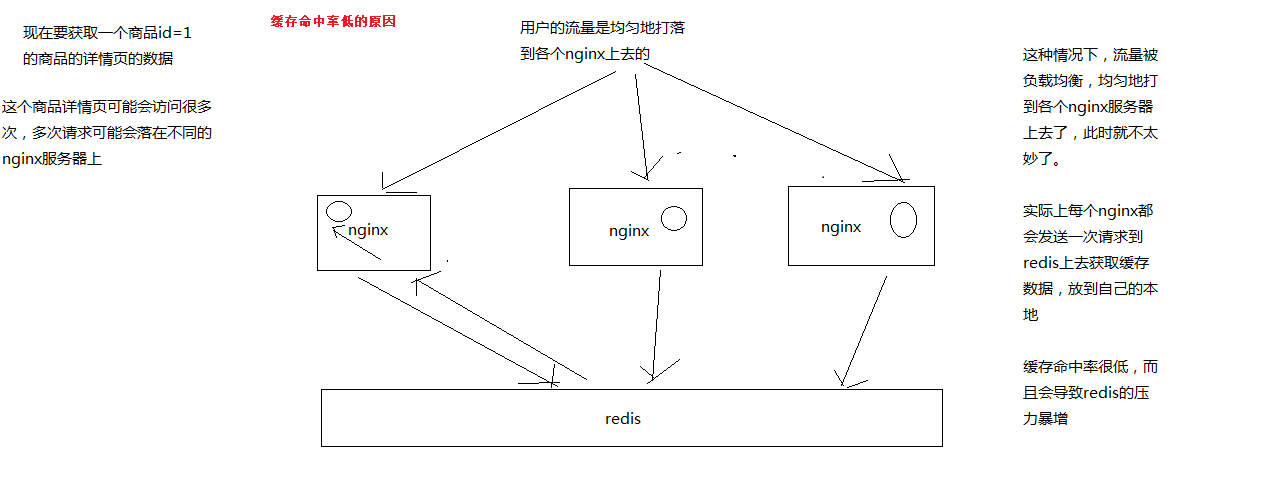 缓存命中率低的原因
现在要获取一个商品id=1
的商品的详情页的数据
这个商品详情页可能会访问很多
次，多次请求可能会落在不同的
nginx服务器上
用户的流量是均匀地打落
到各个nginx上去的
nginx
nginx
nginx
redis
这种情况下，流量被
负载均衡，均匀地打
到各个nginx服务器
上去了，此时就不太
妙了。
实际上每个nginx都
会发送一次请求到
redis上去获取缓存
数据，放到自己的本
地
缓存命中率很低，而
且会导致redis的压
力暴增